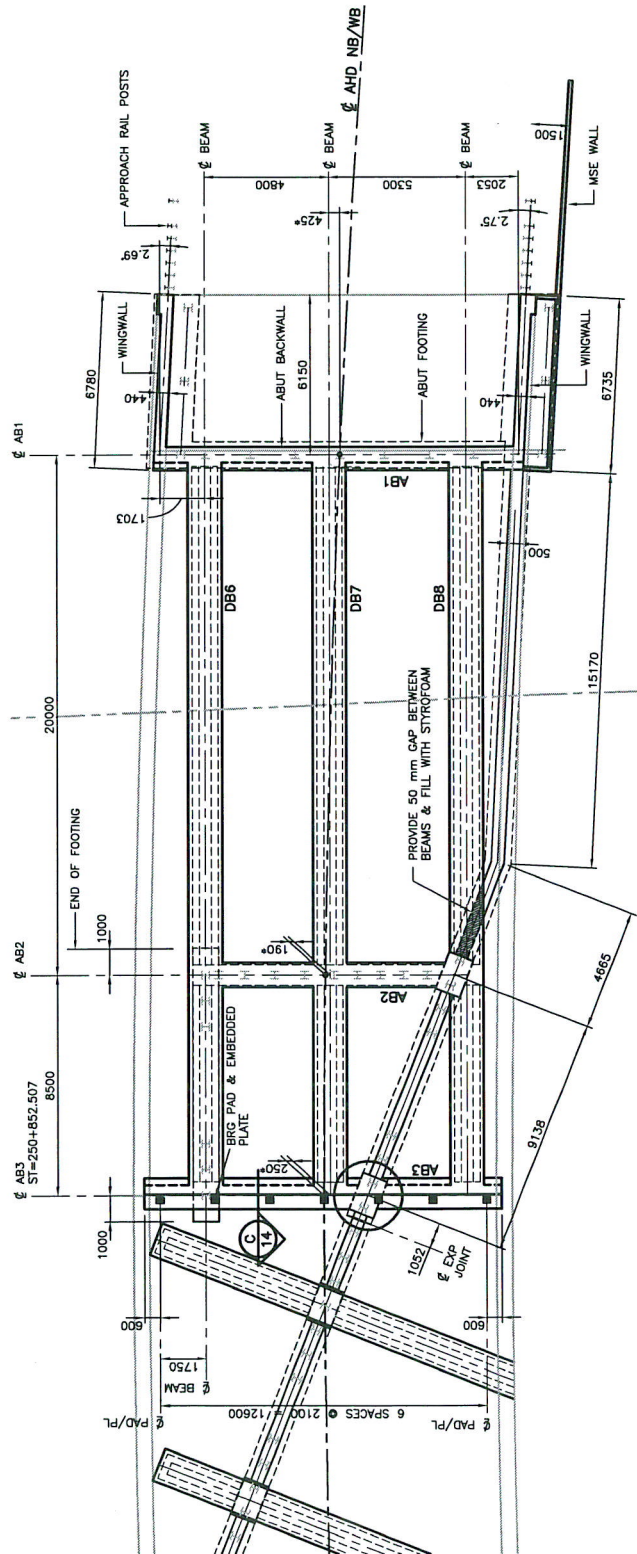 ℄ AB3
ST=250+852.507
℄ AB2
℄ AB1
8500
20000
6780
1000
END OF FOOTING
1000
WINGWALL
APPROACH RAIL POSTS
2.69°
440
1703
600
1750
℄ BEAM
℄ PAD/PL
6 SPACES @ 2100 = 12600
℄ PAD/PL
600
C
14
BRG PAD & EMBEDDED
PLATE
250*
190*
DB6
DB7
DB8
AB1
AB2
AB3
ABUT BACKWALL
6150
ABUT FOOTING
4800
℄ BEAM
425*
℄ AHD NB/WB
℄ BEAM
5300
℄ BEAM
2053
2.75°
1500
MSE WALL
440
WINGWALL
6735
500
15170
PROVIDE 50 mm GAP BETWEEN
BEAMS & FILL WITH STYROFOAM
4665
9138
1052
℄ EXP
JOINT